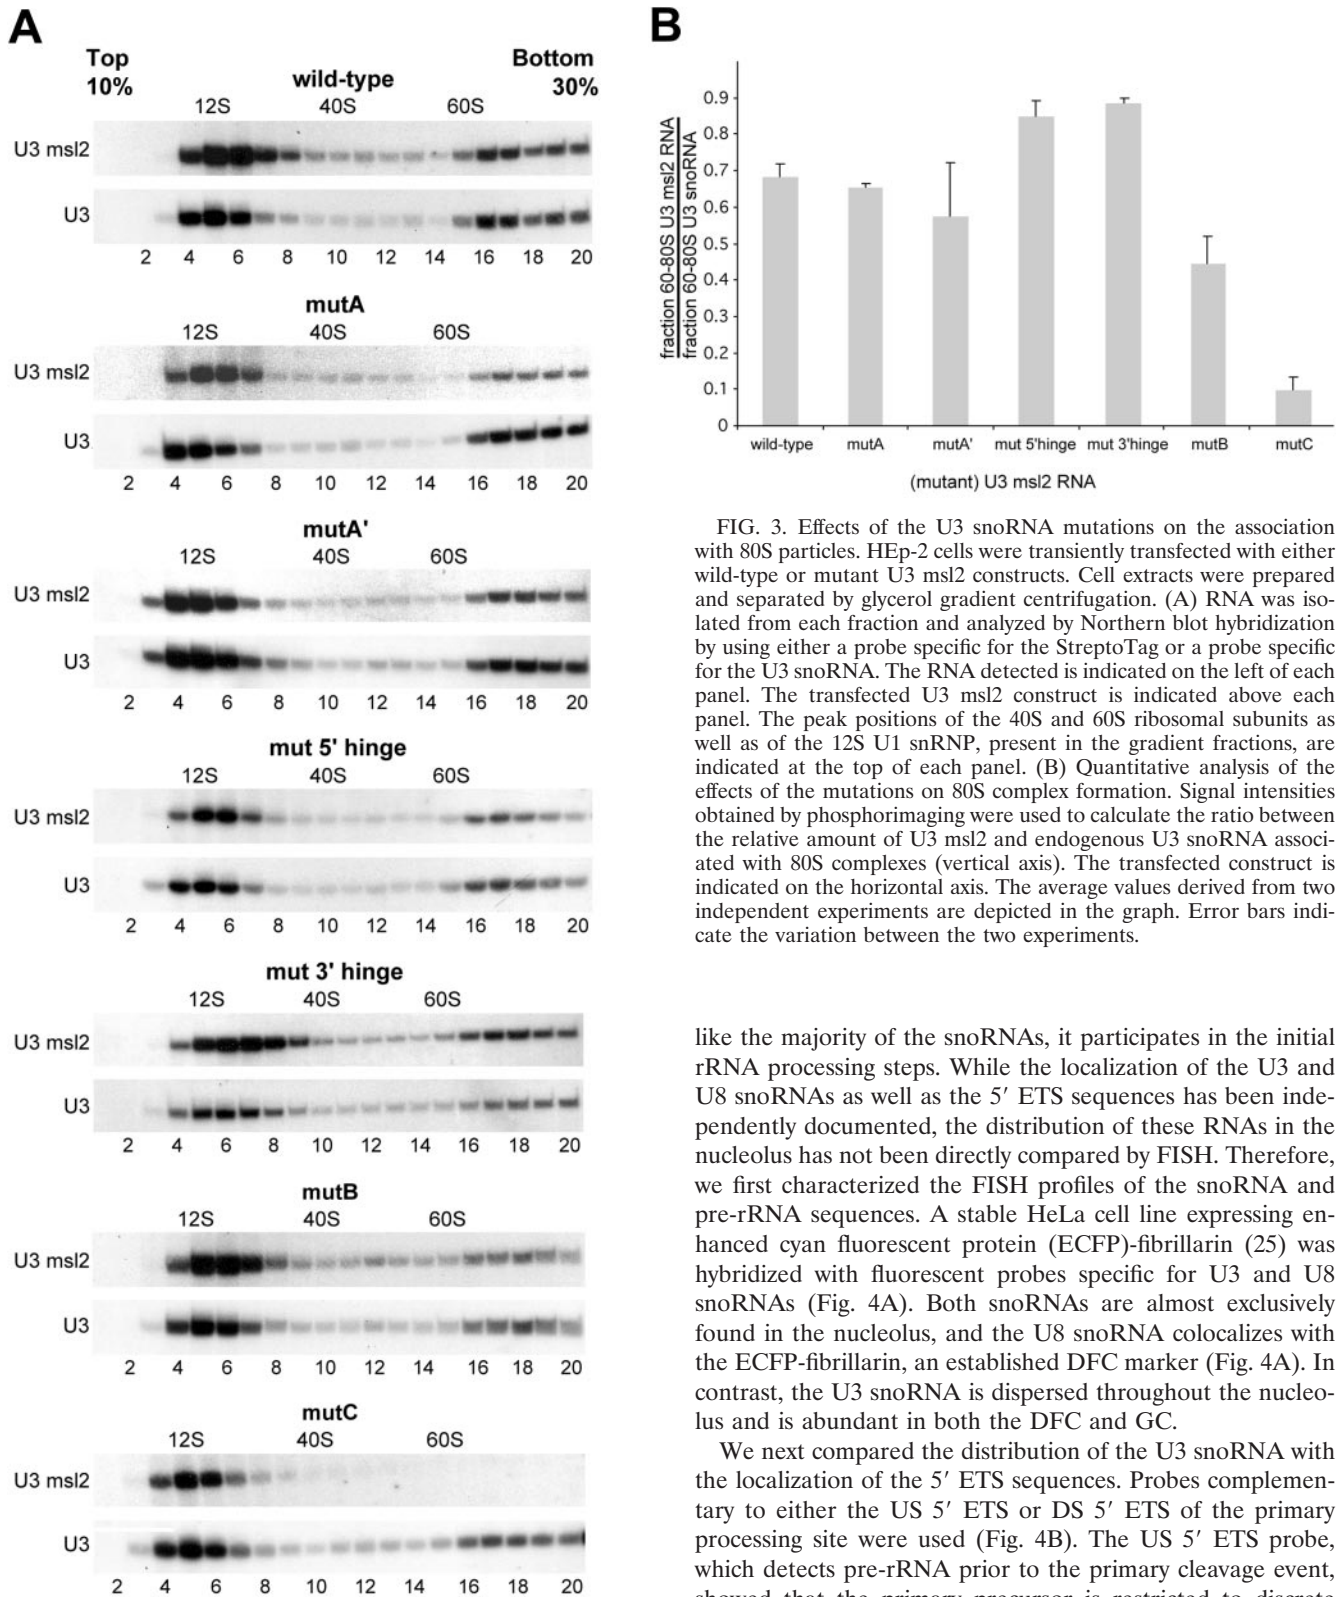 A
Top
10%
Bottom
30%
wild-type
12S 40S 60S
U3 msl2
U3
2 4 6 8 10 12 14 16 18 20
mutA
12S 40S 60S
U3 msl2
U3
2 4 6 8 10 12 14 16 18 20
mutA'
12S 40S 60S
U3 msl2
U3
2 4 6 8 10 12 14 16 18 20
mut 5' hinge
12S 40S 60S
U3 msl2
U3
2 4 6 8 10 12 14 16 18 20
mut 3' hinge
12S 40S 60S
U3 msl2
U3
2 4 6 8 10 12 14 16 18 20
mutB
12S 40S 60S
U3 msl2
U3
2 4 6 8 10 12 14 16 18 20
mutC
12S 40S 60S
U3 msl2
U3
2 4 6 8 10 12 14 16 18 20
B
fraction 60-80S U3 msl2 RNA
fraction 60-80S U3 snoRNA
0.9
0.8
0.7
0.6
0.5
0.4
0.3
0.2
0.1
0
wild-type mutA mutA' mut 5'hinge mut 3'hinge mutB mutC
(mutant) U3 msl2 RNA
FIG. 3. Effects of the U3 snoRNA mutations on the association
with 80S particles. HEp-2 cells were transiently transfected with either
wild-type or mutant U3 msl2 constructs. Cell extracts were prepared
and separated by glycerol gradient centrifugation. (A) RNA was iso-
lated from each fraction and analyzed by Northern blot hybridization
by using either a probe specific for the StreptoTag or a probe specific
for the U3 snoRNA. The RNA detected is indicated on the left of each
panel. The transfected U3 msl2 construct is indicated above each
panel. The peak positions of the 40S and 60S ribosomal subunits as
well as of the 12S U1 snRNP, present in the gradient fractions, are
indicated at the top of each panel. (B) Quantitative analysis of the
effects of the mutations on 80S complex formation. Signal intensities
obtained by phosphorimaging were used to calculate the ratio between
the relative amount of U3 msl2 and endogenous U3 snoRNA associ-
ated with 80S complexes (vertical axis). The transfected construct is
indicated on the horizontal axis. The average values derived from two
independent experiments are depicted in the graph. Error bars indi-
cate the variation between the two experiments.
like the majority of the snoRNAs, it participates in the initial
rRNA processing steps. While the localization of the U3 and
U8 snoRNAs as well as the 5′ ETS sequences has been inde-
pendently documented, the distribution of these RNAs in the
nucleolus has not been directly compared by FISH. Therefore,
we first characterized the FISH profiles of the snoRNA and
pre-rRNA sequences. A stable HeLa cell line expressing en-
hanced cyan fluorescent protein (ECFP)-fibrillarin (25) was
hybridized with fluorescent probes specific for U3 and U8
snoRNAs (Fig. 4A). Both snoRNAs are almost exclusively
found in the nucleolus, and the U8 snoRNA colocalizes with
the ECFP-fibrillarin, an established DFC marker (Fig. 4A). In
contrast, the U3 snoRNA is dispersed throughout the nucleo-
lus and is abundant in both the DFC and GC.
We next compared the distribution of the U3 snoRNA with
the localization of the 5′ ETS sequences. Probes complemen-
tary to either the US 5′ ETS or DS 5′ ETS of the primary
processing site were used (Fig. 4B). The US 5′ ETS probe,
which detects pre-rRNA prior to the primary cleavage event,
showed that the primary precursor is restricted to discrete